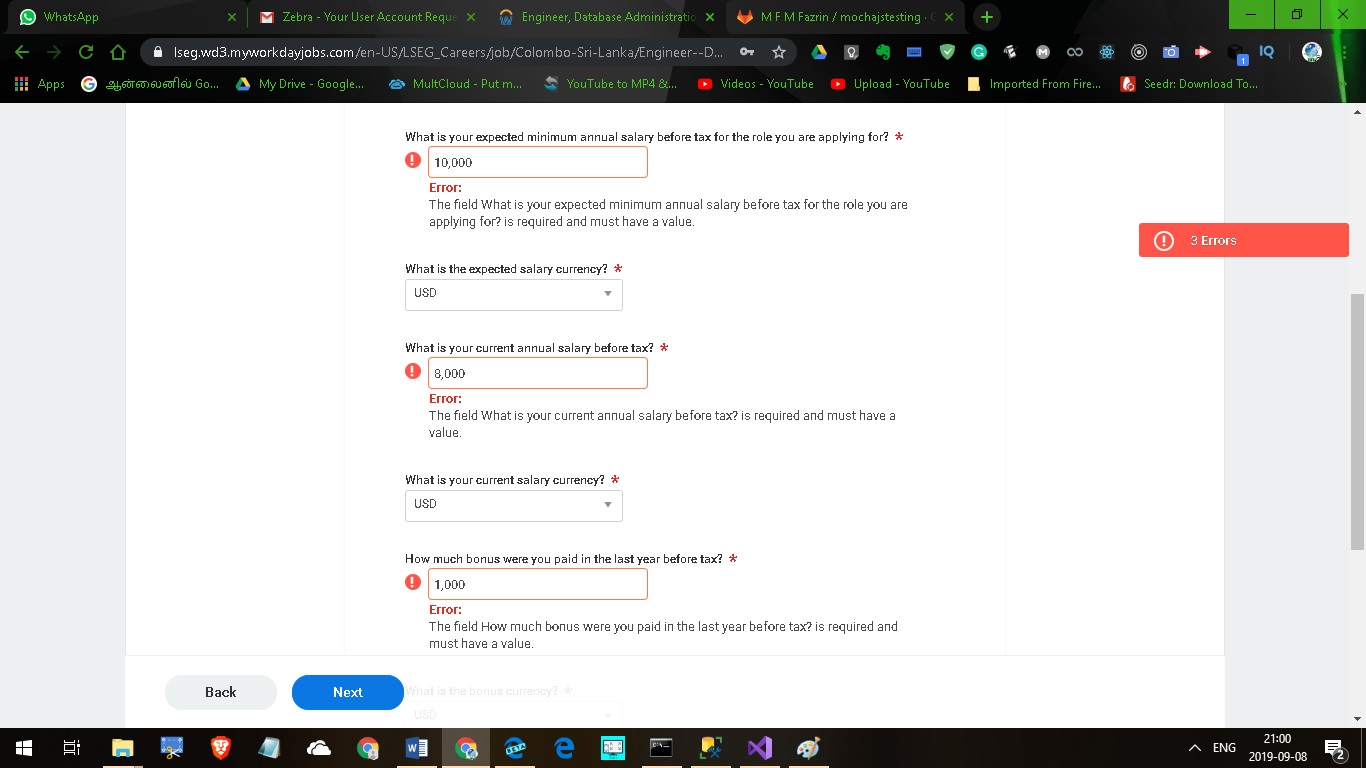 WhatsApp
Zebra - Your User Account Reque
Engineer, Database Administratio
M F M Fazrin / mochajstesting · G
lseg.wd3.myworkdayjobs.com/en-US/LSEG_Careers/job/Colombo-Sri-Lanka/Engineer--D...
IQ
1
Apps
ஆன்லைனில் Go...
My Drive - Google...
MultCloud - Put m...
YouTube to MP4 &...
Videos - YouTube
Upload - YouTube
Imported From Fire...
Seedr: Download To...
What is your expected minimum annual salary before tax for the role you are applying for? *
10,000
Error:
The field What is your expected minimum annual salary before tax for the role you are
applying for? is required and must have a value.
3 Errors
What is the expected salary currency? *
USD
What is your current annual salary before tax? *
8,000
Error:
The field What is your current annual salary before tax? is required and must have a
value.
What is your current salary currency? *
USD
How much bonus were you paid in the last year before tax? *
1,000
Error:
The field How much bonus were you paid in the last year before tax? is required and
must have a value.
Back
Next
What is the bonus currency? *
USD
BETA
ENG
21:00
2019-09-08
2